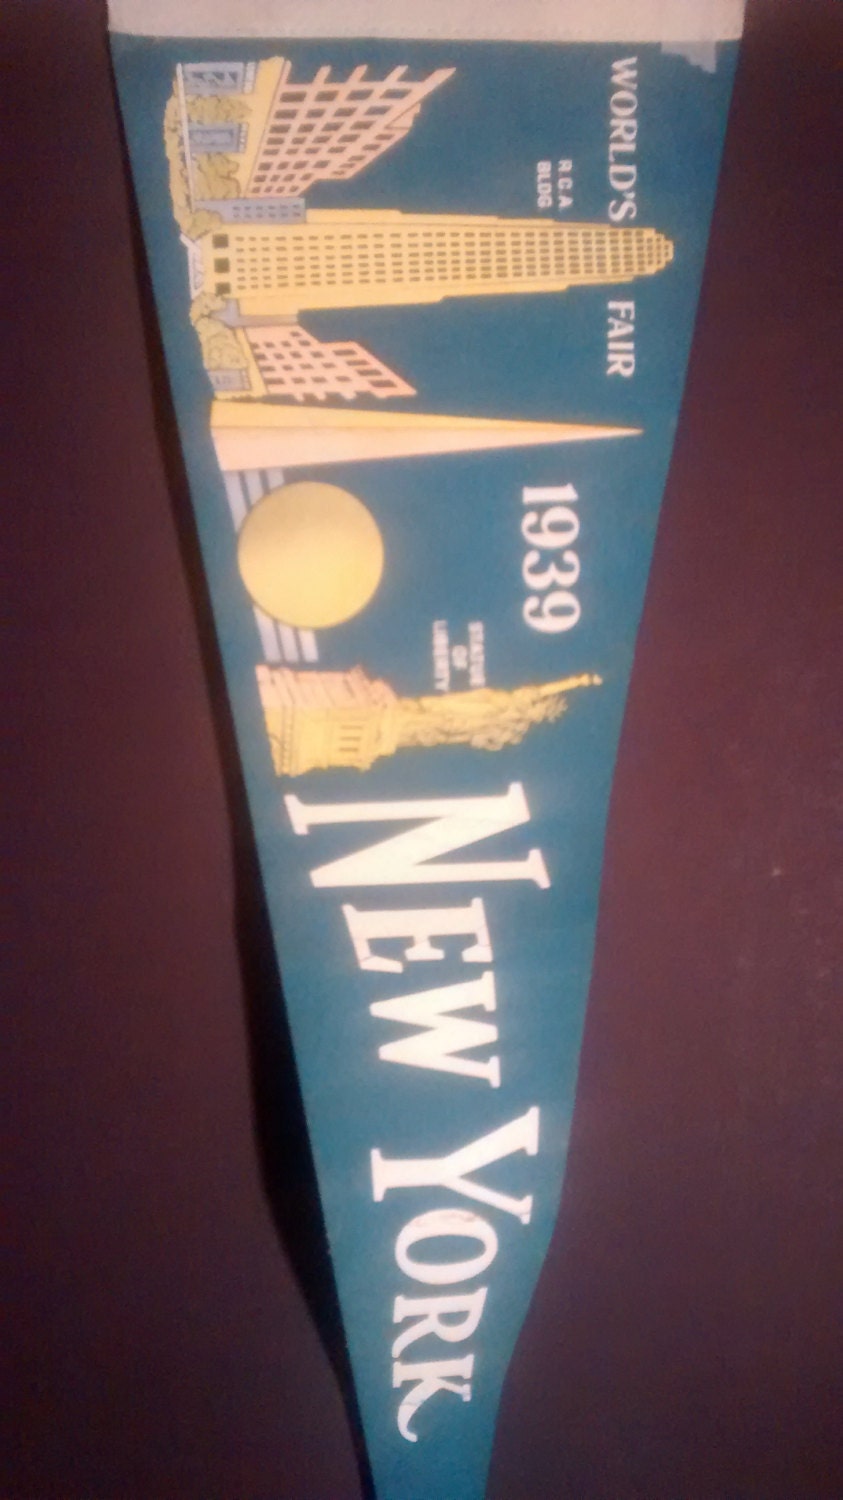 WORLD'S FAIR
R.C.A.
BLDG.
1939
STATUE
OF
LIBERTY
NEW YORK